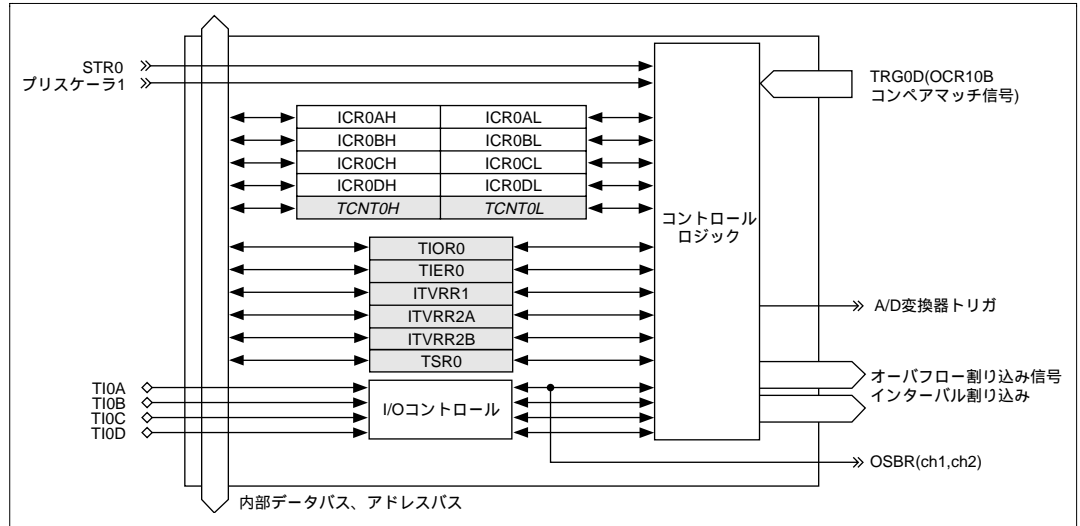 STR0
プリスケーラ1
TRG0D(OCR10B
コンペアマッチ信号)
ICR0AH ICR0AL
ICR0BH ICR0BL
ICR0CH ICR0CL
ICR0DH ICR0DL
TCNT0H TCNT0L
コントロール
ロジック
TIOR0
TIER0
ITVRR1
ITVRR2A
ITVRR2B
TSR0
A/D変換器トリガ
TI0A
TI0B
TI0C
TI0D
I/Oコントロール
オーバフロー割り込み信号
インターバル割り込み
OSBR(ch1,ch2)
内部データバス、アドレスバス